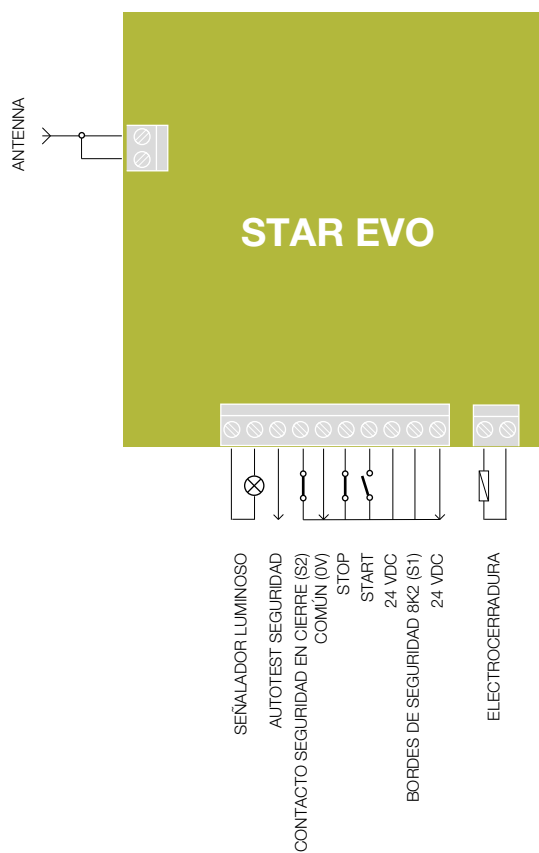 ANTENNA
STAR EVO
SEÑALADOR LUMINOSO
AUTOTEST SEGURIDAD
CONTACTO SEGURIDAD EN CIERRE (S2)
COMÚN (0V)
STOP
START
24 VDC
BORDES DE SEGURIDAD 8K2 (S1)
24 VDC
ELECTROCERRADURA